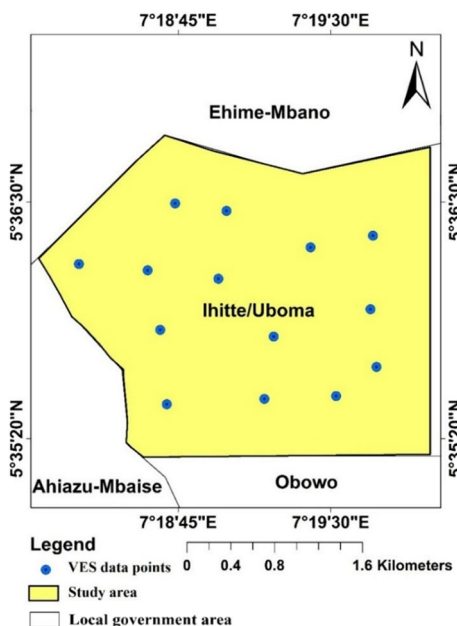 7°18'45"E 7°19'30"E
N
Ehime-Mbano
5°36'30"N 5°36'30"N
Ihitte/Uboma
5°35'20"N 5°35'20"N
Ahiazu-Mbaise Obowo
7°18'45"E 7°19'30"E
Legend
VES data points 0 0.4 0.8 1.6 Kilometers
Study area
Local government area